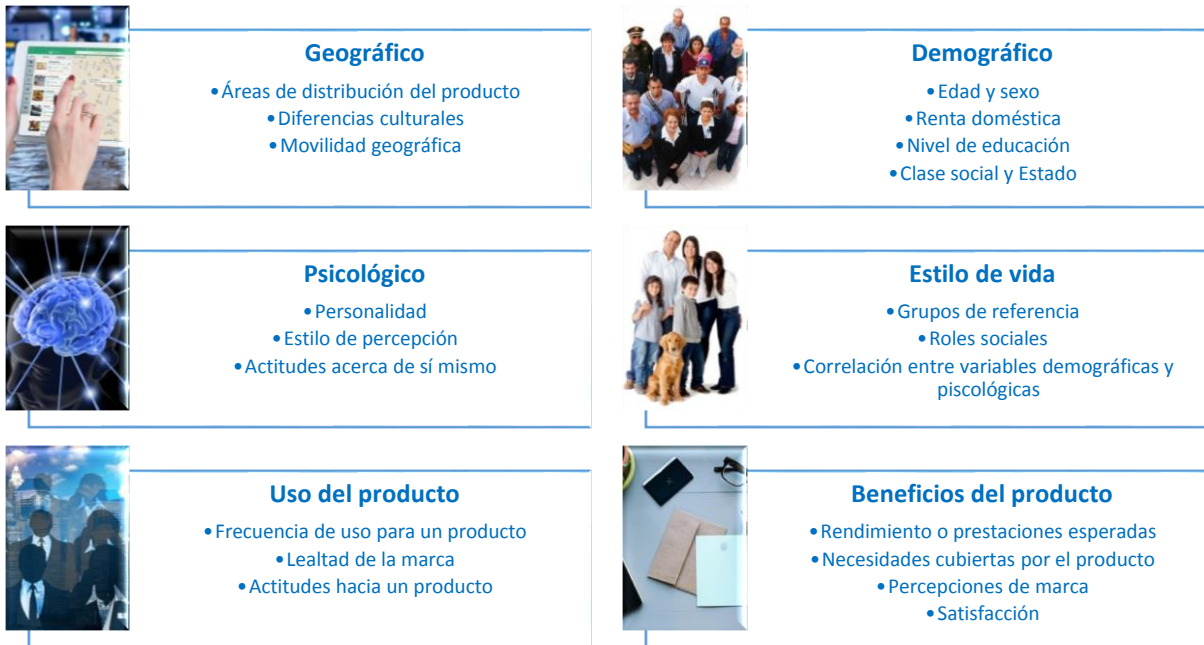 Geográfico
•Áreas de distribución del producto
•Diferencias culturales
•Movilidad geográfica
Demográfico
•Edad y sexo
•Renta doméstica
•Nivel de educación
•Clase social y Estado
Psicológico
•Personalidad
•Estilo de percepción
•Actitudes acerca de sí mismo
Estilo de vida
•Grupos de referencia
•Roles sociales
•Correlación entre variables demográficas y
piscológicas
Uso del producto
•Frecuencia de uso para un producto
•Lealtad de la marca
•Actitudes hacia un producto
Beneficios del producto
•Rendimiento o prestaciones esperadas
•Necesidades cubiertas por el producto
•Percepciones de marca
•Satisfacción